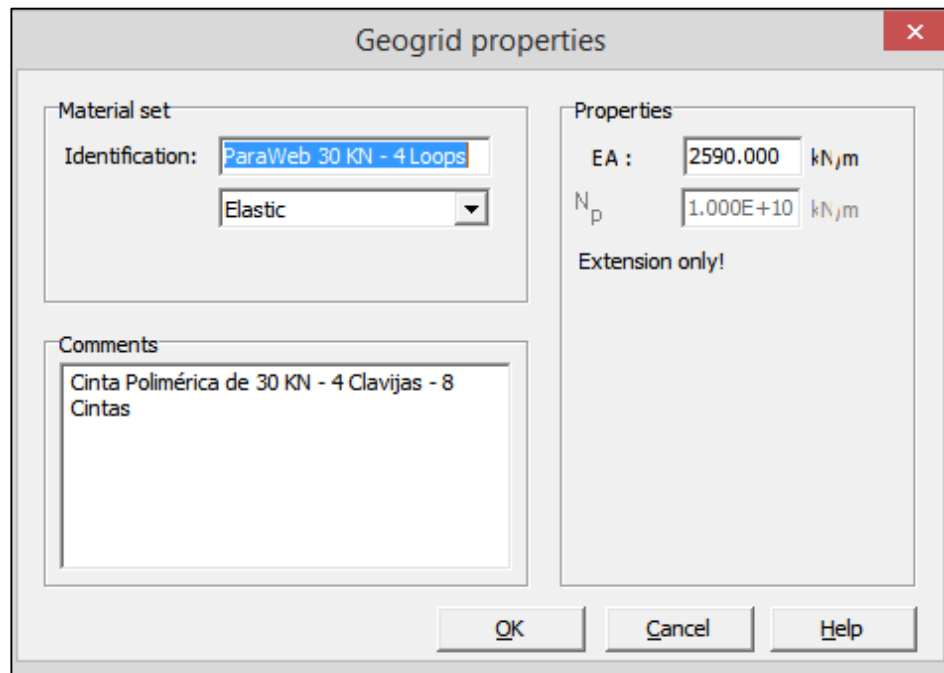 Geogrid properties
Material set
Identification: ParaWeb 30 KN - 4 Loops
Elastic
Comments
Cinta Polimérica de 30 KN - 4 Clavijas - 8
Cintas
Properties
EA : 2590.000 kN/m
Np 1.000E+10 kN/m
Extension only!
OK Cancel Help